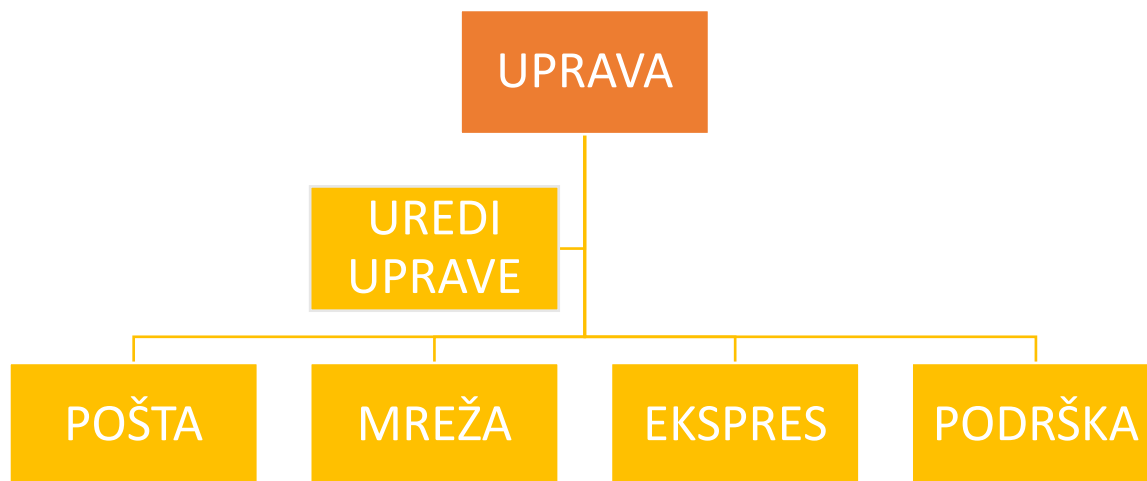 UPRAVA
UREDI
UPRAVE
POŠTA
MREŽA
EKSPRES
PODRŠKA